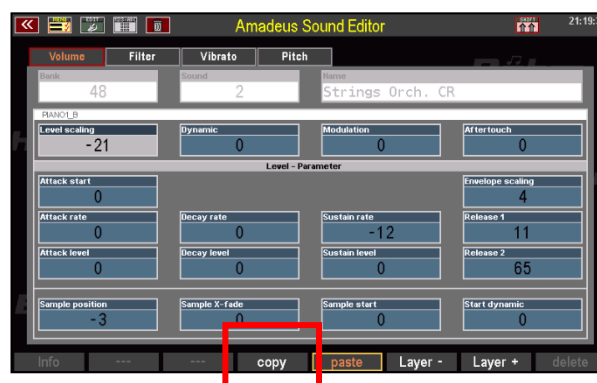 MENU EDIT SHIFT
Amadeus Sound Editor 21:19:
Volume Filter Vibrato Pitch
Bank Sound Name
48 2 Strings Orch. CR
PIANO1_B
Level scaling Dynamic Modulation Aftertouch
-21 0 0 0
Level - Parameter
Attack start Envelope scaling
0 4
Attack rate Decay rate Sustain rate Release 1
0 0 -12 11
Attack level Decay level Sustain level Release 2
0 0 0 65
Sample position Sample X-fade Sample start Start dynamic
-3 0 0 0
Info --- --- copy paste Layer - Layer + delete